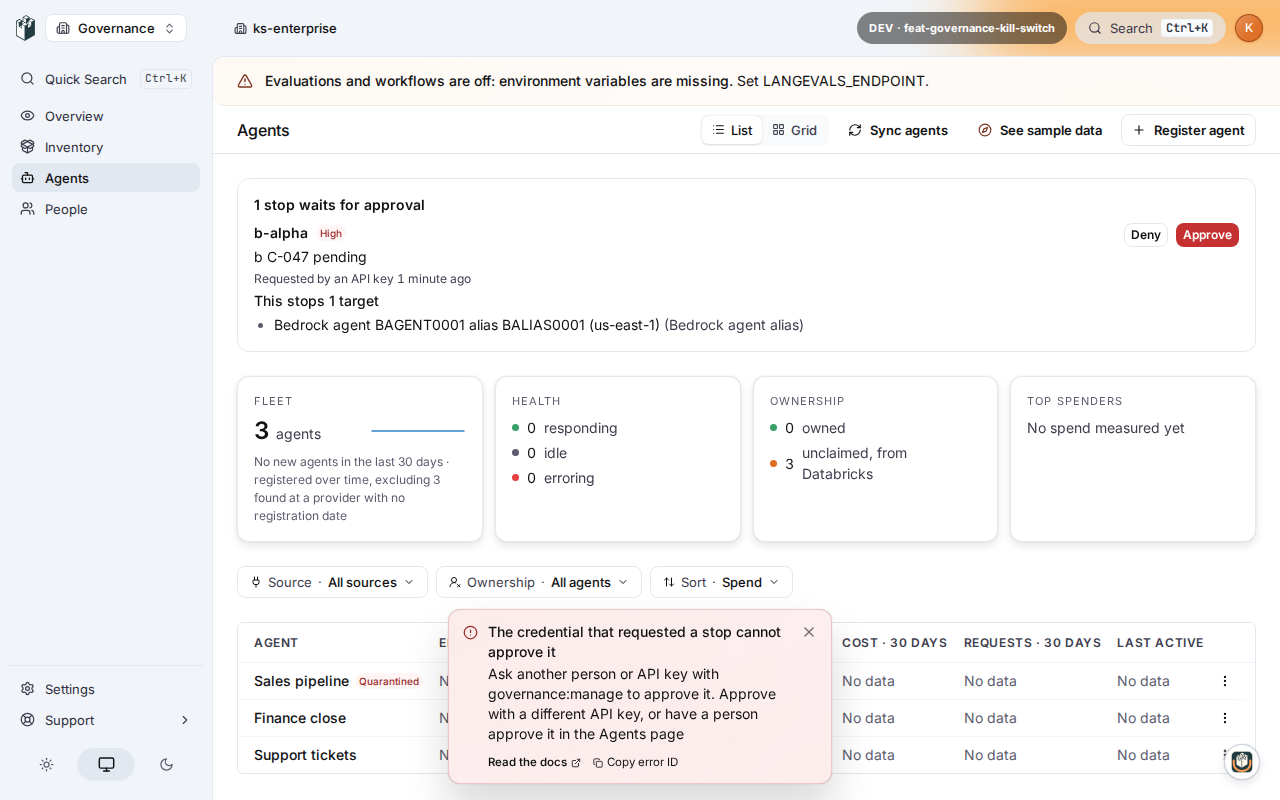 Governance
ks-enterprise
DEV · feat-governance-kill-switch
Search Ctrl+K
K
Quick Search Ctrl+K
Overview
Inventory
Agents
People
Settings
Support
Evaluations and workflows are off: environment variables are missing. Set LANGEVALS_ENDPOINT.
Agents
List
Grid
Sync agents
See sample data
Register agent
1 stop waits for approval
b-alpha High
Deny
Approve
b C-047 pending
Requested by an API key 1 minute ago
This stops 1 target
• Bedrock agent BAGENT0001 alias BALIAS0001 (us-east-1) (Bedrock agent alias)
FLEET
3 agents
No new agents in the last 30 days ·
registered over time, excluding 3
found at a provider with no
registration date
HEALTH
0 responding
0 idle
0 erroring
OWNERSHIP
0 owned
3 unclaimed, from
Databricks
TOP SPENDERS
No spend measured yet
Source · All sources
Ownership · All agents
Sort · Spend
AGENT
COST · 30 DAYS
REQUESTS · 30 DAYS
LAST ACTIVE
Sales pipeline Quarantined
No data
No data
No data
Finance close
No data
No data
No data
Support tickets
No data
No data
No data
The credential that requested a stop cannot
approve it
Ask another person or API key with
governance:manage to approve it. Approve
with a different API key, or have a person
approve it in the Agents page
Read the docs
Copy error ID